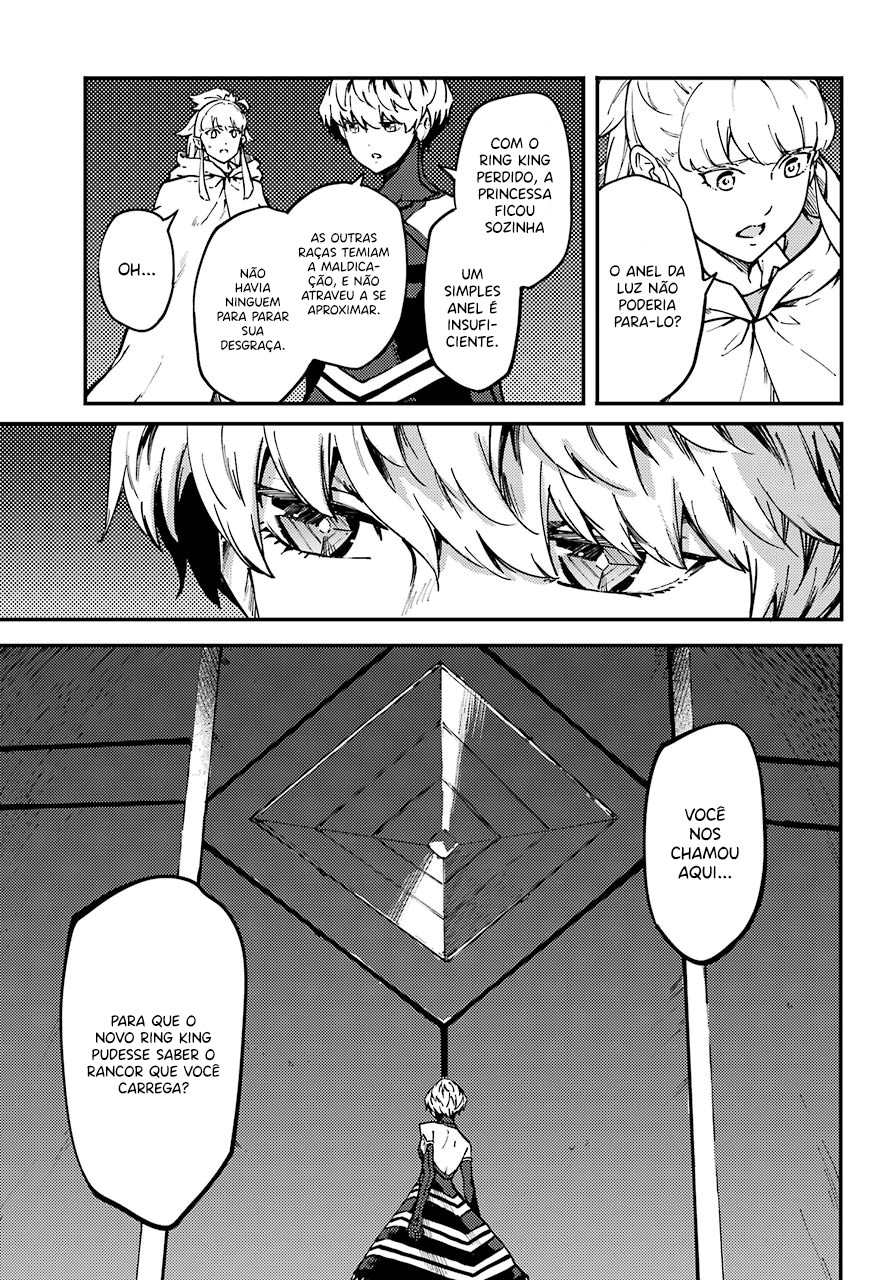 O ANEL DA
LUZ NÃO
PODERIA
PARA-LO?
COM O
RING KING
PERDIDO, A
PRINCESSA
FICOU
SOZINHA
UM
SIMPLES
ANEL É
INSUFI-
CIENTE.
AS OUTRAS
RAÇAS TEMIAM
A MALDICA-
ÇÃO, E NÃO
ATRAVEU A SE
APROXIMAR.
NÃO
HAVIA
NINGUEM
PARA PARAR
SUA
DESGRAÇA.
OH...
VOCÊ
NOS
CHAMOU
AQUI...
PARA QUE O
NOVO RING KING
PUDESSE SABER O
RANCOR QUE VOCÊ
CARREGA?